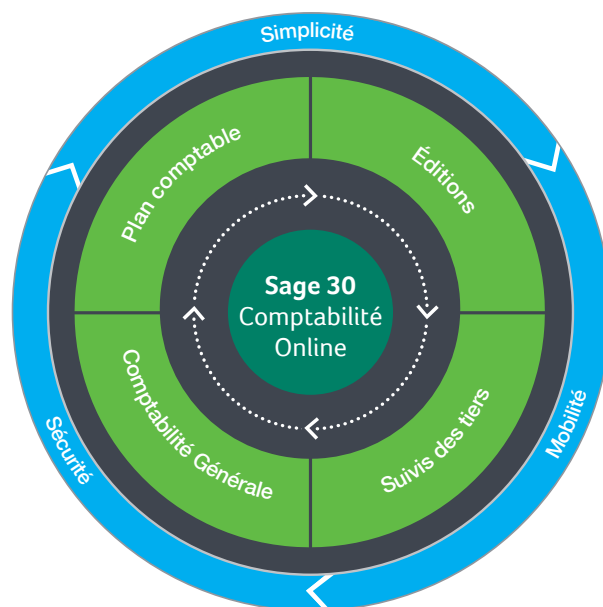 Simplicité
Plan comptable
Éditions
Sage 30
Comptabilité
Online
Comptabilité Générale
Suivis des tiers
Sécurité
Mobilité